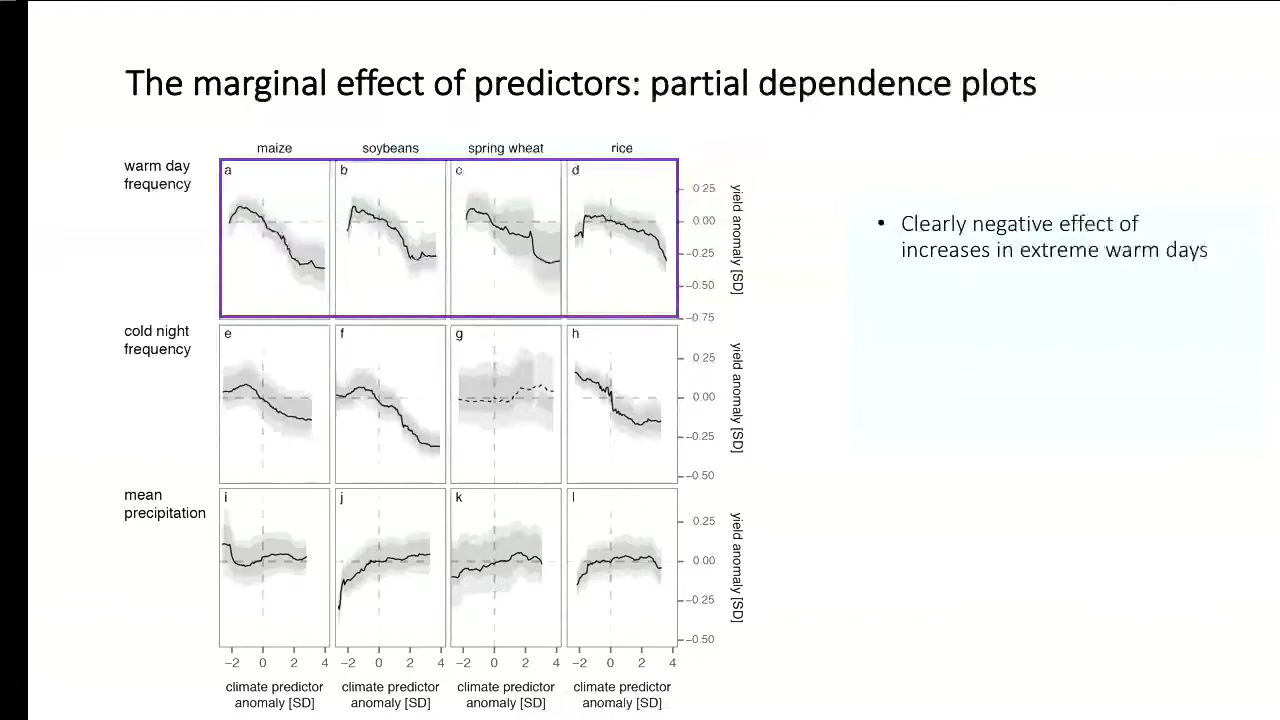 The marginal effect of predictors: partial dependence plots
maize soybeans spring wheat rice
warm day
frequency
a b c d
0.25
0.00
−0.25
−0.50
−0.75
yield anomaly [SD]
• Clearly negative effect of
increases in extreme warm days
cold night
frequency
e f g h
0.25
0.00
−0.25
−0.50
yield anomaly [SD]
mean
precipitation
i j k l
0.25
0.00
−0.25
−0.50
yield anomaly [SD]
−2 0 2 4 −2 0 2 4 −2 0 2 4 −2 0 2 4
climate predictor climate predictor climate predictor climate predictor
anomaly [SD] anomaly [SD] anomaly [SD] anomaly [SD]